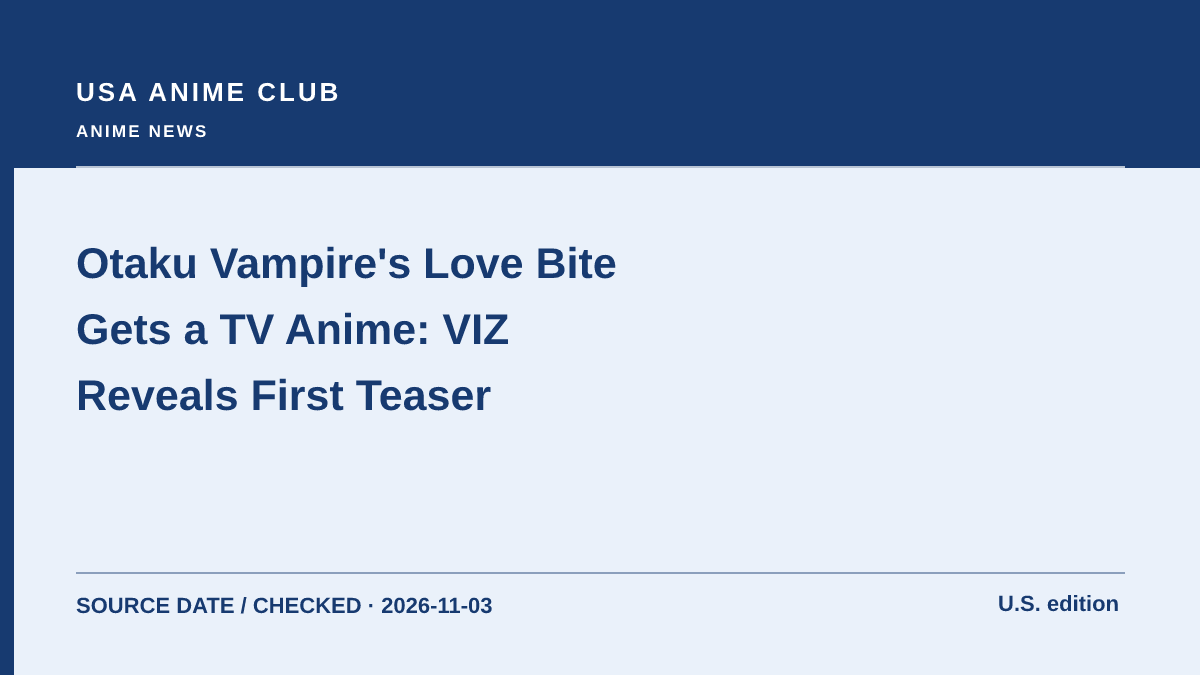 USA ANIME CLUB
ANIME NEWS
Otaku Vampire's Love Bite
Gets a TV Anime: VIZ
Reveals First Teaser
SOURCE DATE / CHECKED · 2026-11-03
U.S. edition